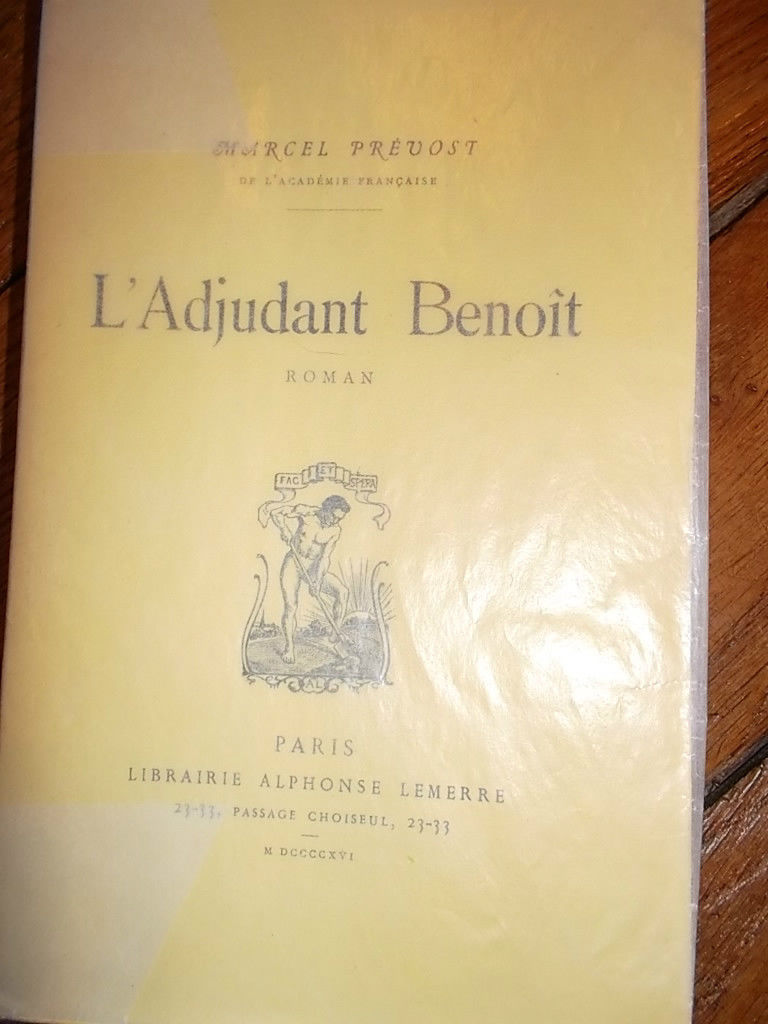 MARCEL PRÉVOST
DE L'ACADÉMIE FRANÇAISE
L'Adjudant Benoît
ROMAN
FAC ET SPERA
AL
PARIS
LIBRAIRIE ALPHONSE LEMERRE
23-33, PASSAGE CHOISEUL, 23-33
M DCCCCXVI